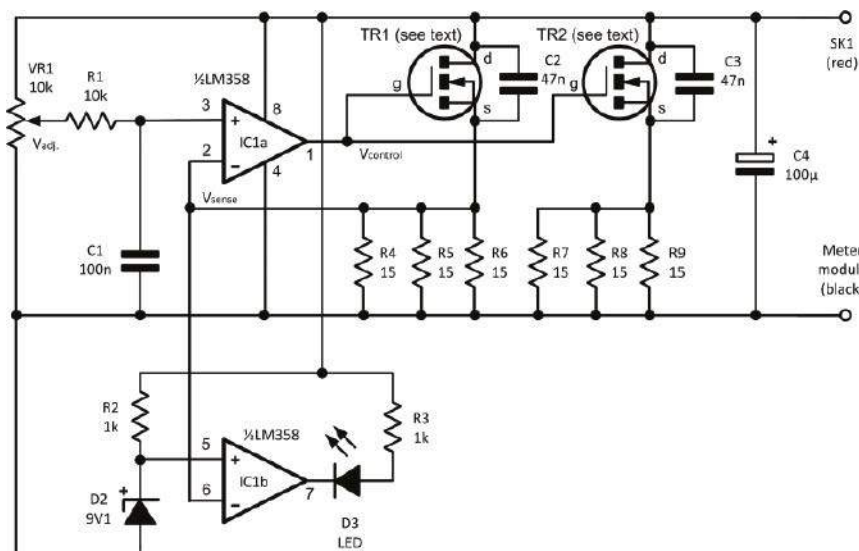 TR1 (see text)
TR2 (see text)
SK1
(red)
VR1
10k
R1
10k
½LM358
d
C2
47n
g
s
d
C3
47n
g
s
3
8
+
IC1a
2
4
–
1
Vadj.
Vcontrol
Vsense
+
C4
100µ
C1
100n
R4
15
R5
15
R6
15
R7
15
R8
15
R9
15
Meter
modul
(black
R2
1k
½LM358
R3
1k
5
+
IC1b
6
–
7
+
D2
9V1
D3
LED